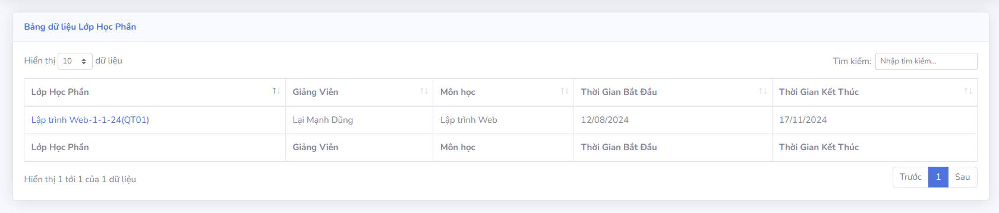 Bảng dữ liệu Lớp Học Phần
Hiển thị 10 dữ liệu Tìm kiếm: Nhập tìm kiếm...
Lớp Học Phần Giảng Viên Môn học Thời Gian Bắt Đầu Thời Gian Kết Thúc
Lập trình Web-1-1-24(QT01) Lại Mạnh Dũng Lập trình Web 12/08/2024 17/11/2024
Lớp Học Phần Giảng Viên Môn học Thời Gian Bắt Đầu Thời Gian Kết Thúc
Hiển thị 1 tới 1 của 1 dữ liệu Trước 1 Sau